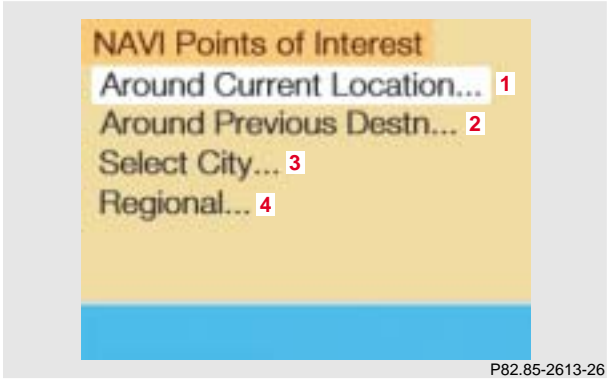 NAVI Points of Interest
Around Current Location... 1
Around Previous Destn... 2
Select City... 3
Regional... 4
P82.85-2613-26